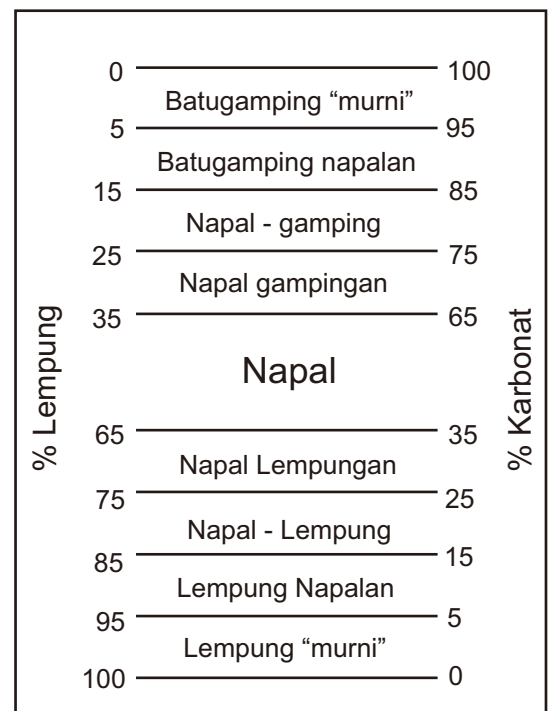 0 100
Batugamping “murni”
5 95
Batugamping napalan
15 85
Napal - gamping
25 75
Napal gampingan
35 65
% Lempung
Napal
% Karbonat
65 35
Napal Lempungan
75 25
Napal - Lempung
85 15
Lempung Napalan
95 5
Lempung “murni”
100 0